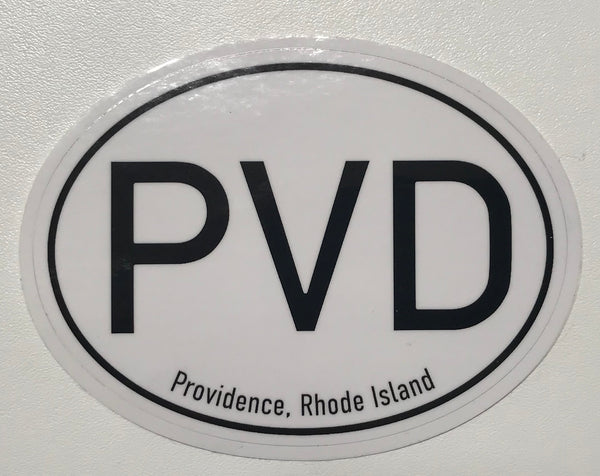 PVD
Providence, Rhode Island